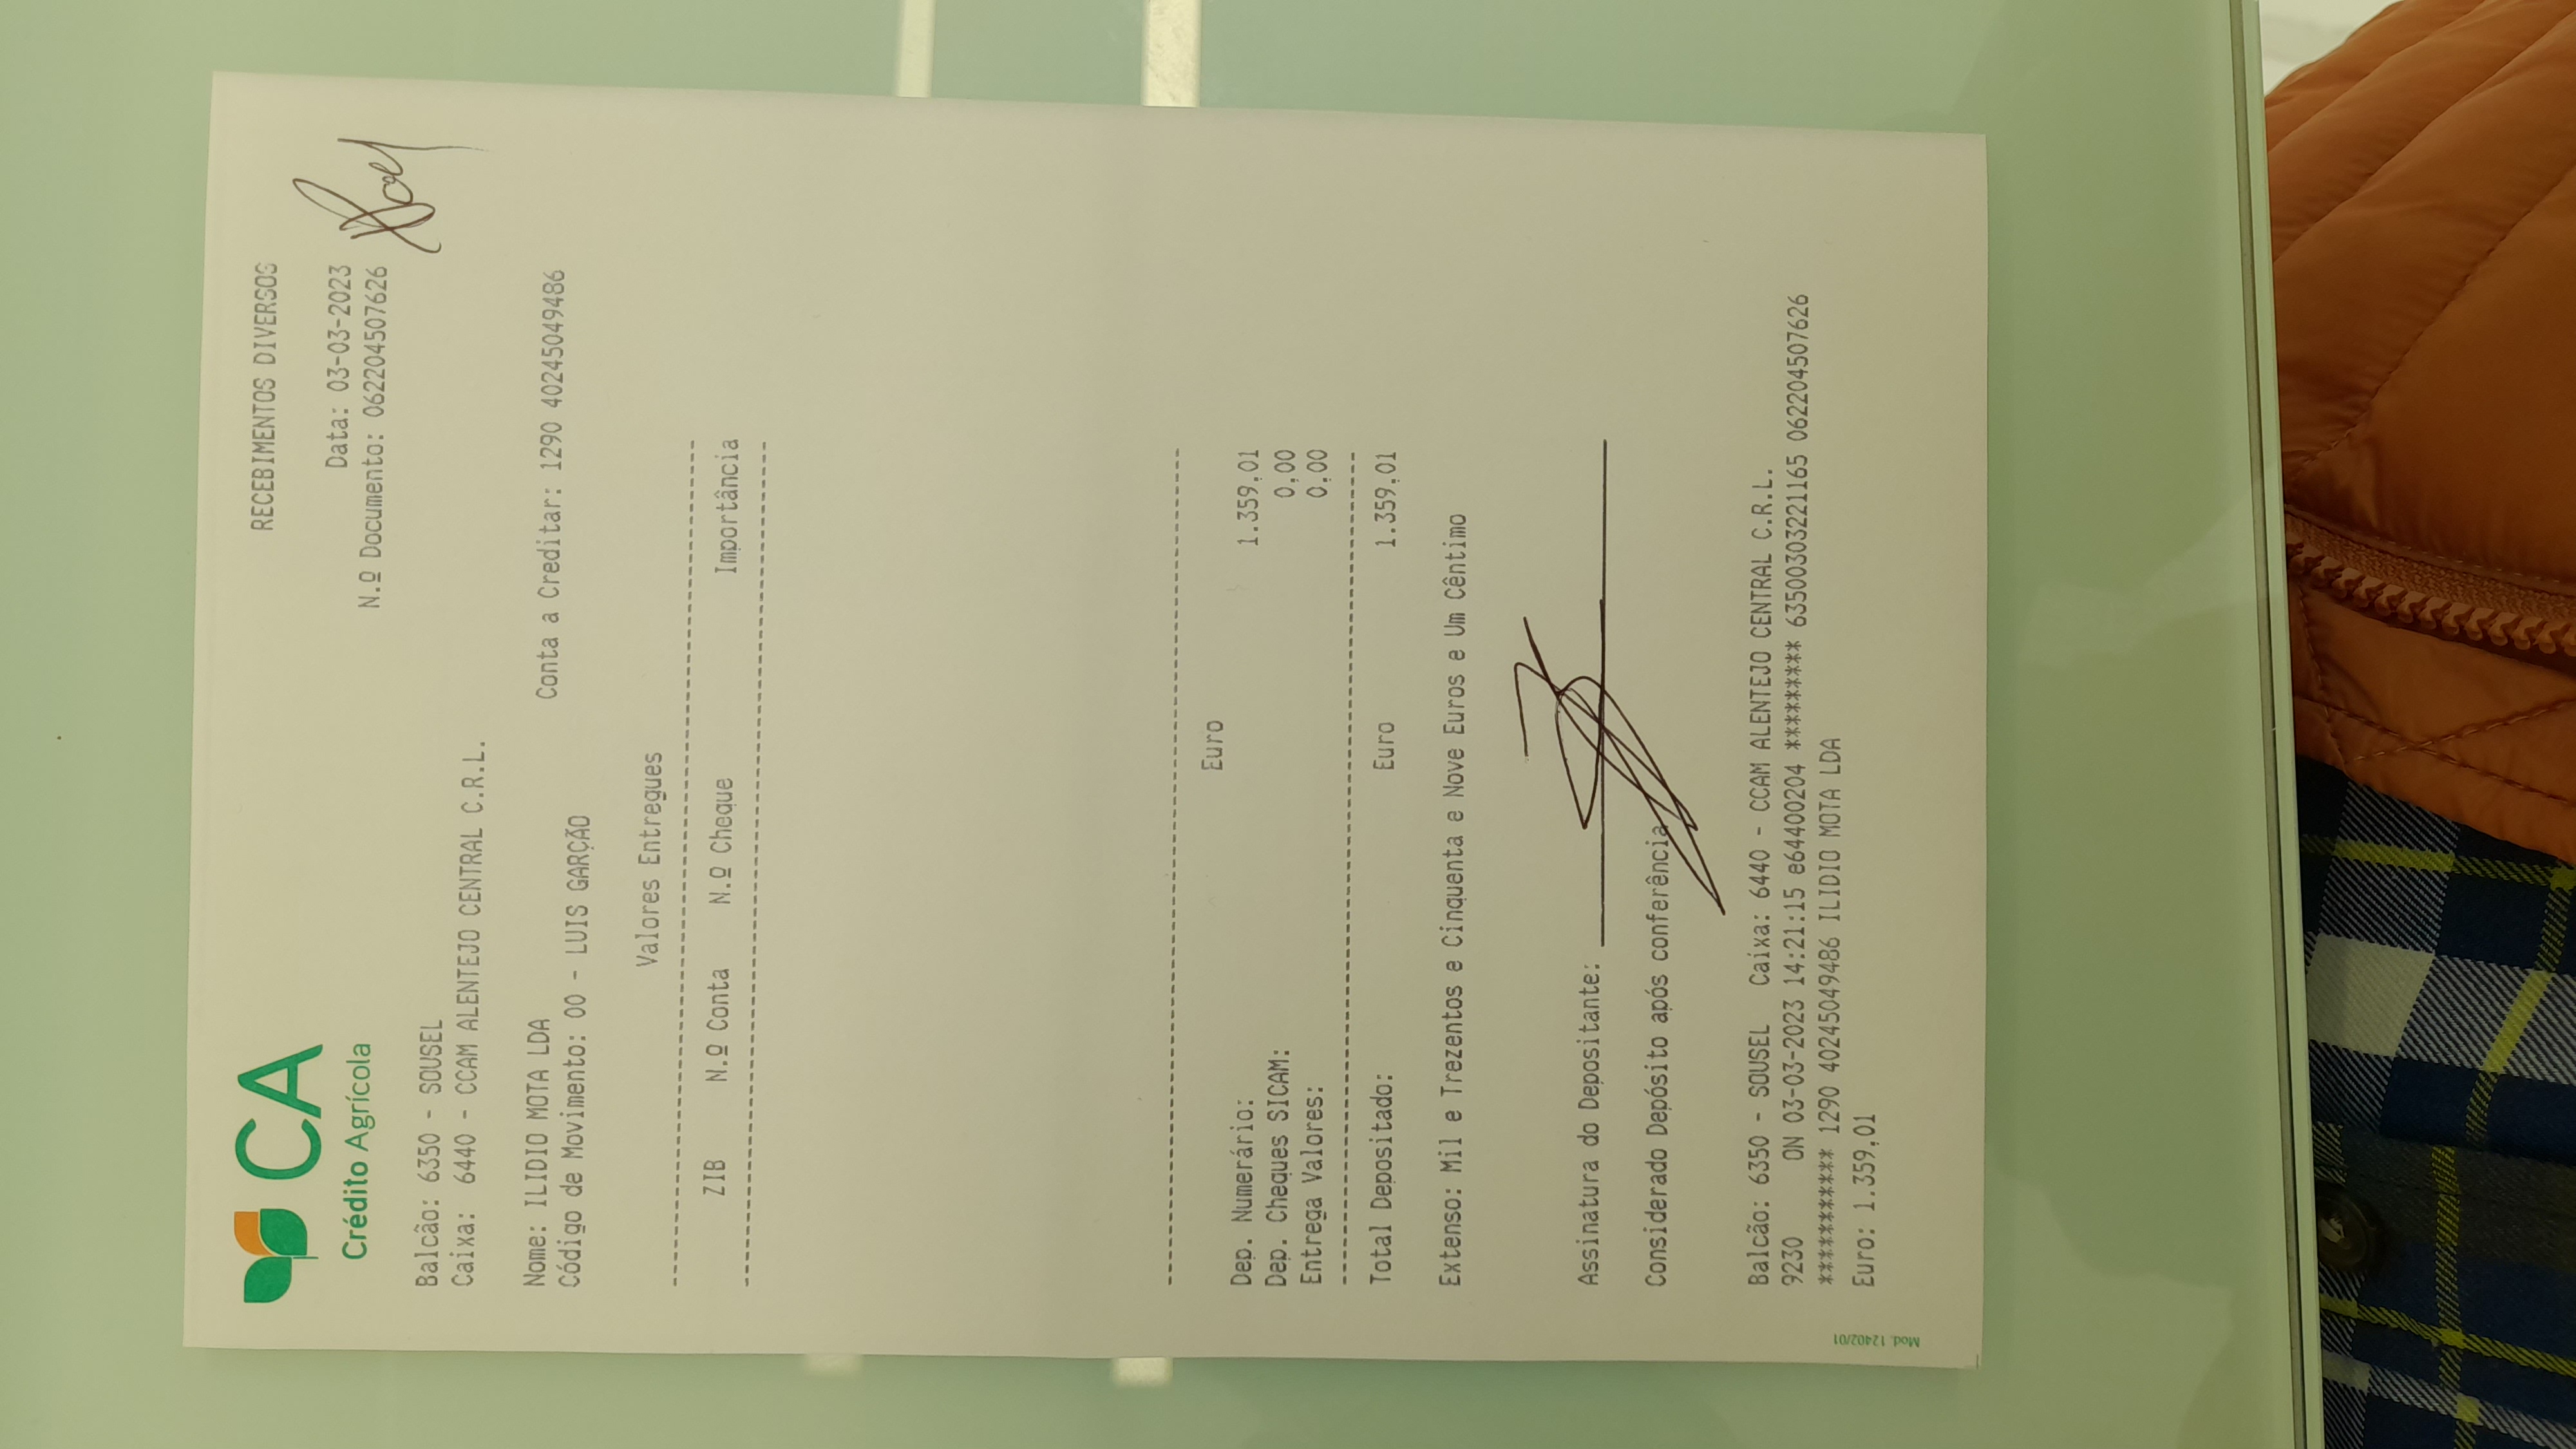 CA
Crédito Agrícola
RECEBIMENTOS DIVERSOS
Data: 03-03-2023
N.º Documento: 062204507626
Balcão: 6350 - SOUSEL
Caixa: 6440 - CCAM ALENTEJO CENTRAL C.R.L.
Nome: ILIDIO MOTA LDA
Conta a Creditar: 1290 40245049486
Código de Movimento: 00 - LUIS GARÇÃO
Valores Entregues
--------------------------------------------------
ZIB N.º Conta N.º Cheque Importância
--------------------------------------------------
--------------------------------------------------
Euro
Dep. Numerário: 1.359,01
Dep. Cheques SICAM: 0,00
Entrega Valores: 0,00
--------------------------------------------------
Total Depositado: Euro 1.359,01
Extenso: Mil e Trezentos e Cinquenta e Nove Euros e Um Cêntimo
Assinatura do Depositante:
Considerado Depósito após conferência
Balcão: 6350 - SOUSEL Caixa: 6440 - CCAM ALENTEJO CENTRAL C.R.L.
9230 ON 03-03-2023 14:21:15 e64400204 ******** 63500303221165 062204507626
********** 1290 40245049486 ILIDIO MOTA LDA
Euro: 1.359,01
Mod. 12402/01